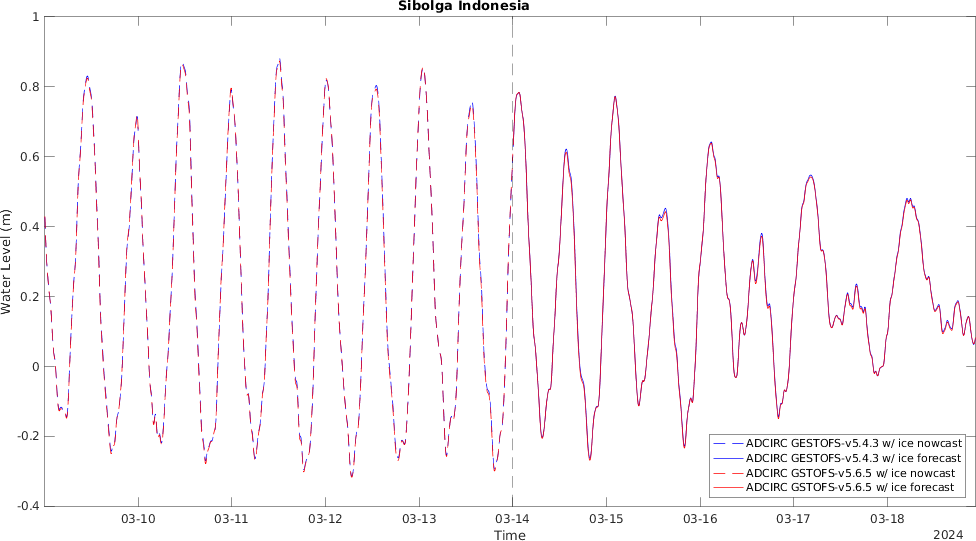 Sibolga Indonesia
1
0.8
0.6
0.4
0.2
0
-0.2
-0.4
Water Level (m)
03-10 03-11 03-12 03-13 03-14 03-15 03-16 03-17 03-18
Time
2024
ADCIRC GESTOFS-v5.4.3 w/ ice nowcast
ADCIRC GESTOFS-v5.4.3 w/ ice forecast
ADCIRC GSTOFS-v5.6.5 w/ ice nowcast
ADCIRC GSTOFS-v5.6.5 w/ ice forecast